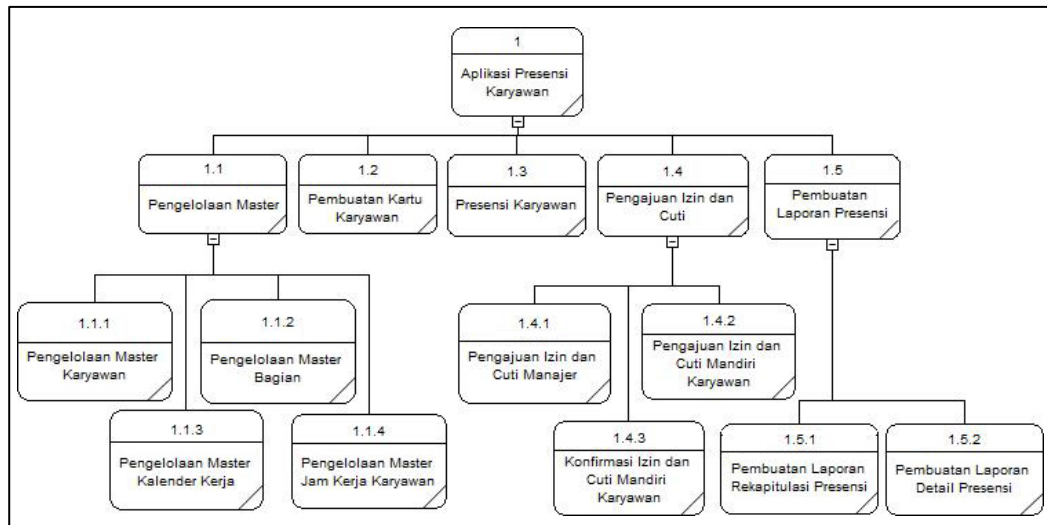 1
Aplikasi Presensi
Karyawan
1.1
Pengelolaan Master
1.2
Pembuatan Kartu
Karyawan
1.3
Presensi Karyawan
1.4
Pengajuan Izin dan
Cuti
1.5
Pembuatan
Laporan Presensi
1.1.1
Pengelolaan Master
Karyawan
1.1.2
Pengelolaan Master
Bagian
1.1.3
Pengelolaan Master
Kalender Kerja
1.1.4
Pengelolaan Master
Jam Kerja Karyawan
1.4.1
Pengajuan Izin dan
Cuti Manajer
1.4.2
Pengajuan Izin dan
Cuti Mandiri
Karyawan
1.4.3
Konfirmasi Izin dan
Cuti Mandiri
Karyawan
1.5.1
Pembuatan Laporan
Rekapitulasi Presensi
1.5.2
Pembuatan Laporan
Detail Presensi